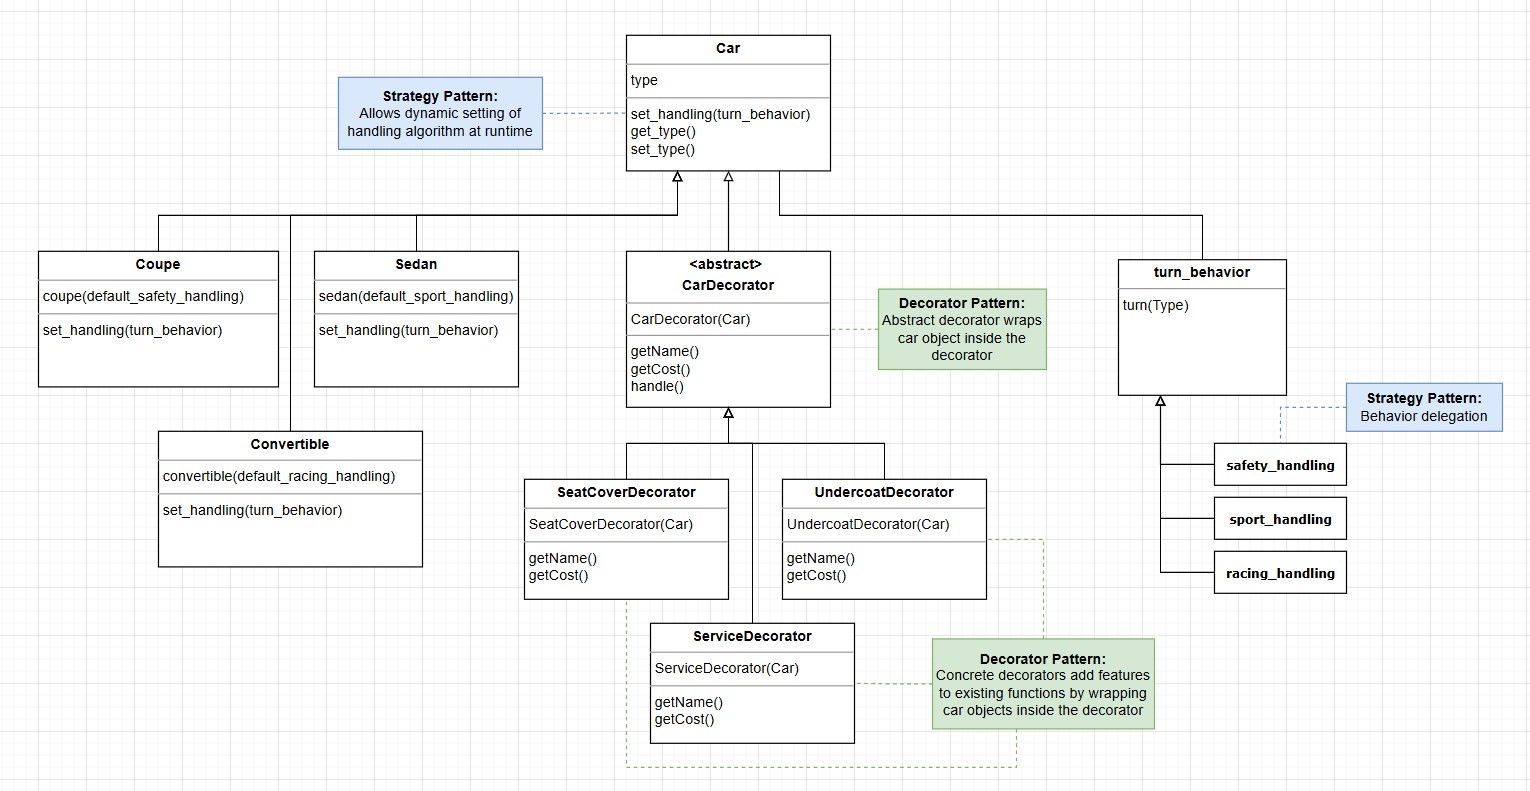 Car
type
set_handling(turn_behavior)
get_type()
set_type()
Strategy Pattern:
Allows dynamic setting of
handling algorithm at runtime
Coupe
coupe(default_safety_handling)
set_handling(turn_behavior)
Sedan
sedan(default_sport_handling)
set_handling(turn_behavior)
Convertible
convertible(default_racing_handling)
set_handling(turn_behavior)
<abstract>
CarDecorator
CarDecorator(Car)
getName()
getCost()
handle()
Decorator Pattern:
Abstract decorator wraps
car object inside the
decorator
turn_behavior
turn(Type)
Strategy Pattern:
Behavior delegation
safety_handling
sport_handling
racing_handling
SeatCoverDecorator
SeatCoverDecorator(Car)
getName()
getCost()
UndercoatDecorator
UndercoatDecorator(Car)
getName()
getCost()
ServiceDecorator
ServiceDecorator(Car)
getName()
getCost()
Decorator Pattern:
Concrete decorators add features
to existing functions by wrapping
car objects inside the decorator